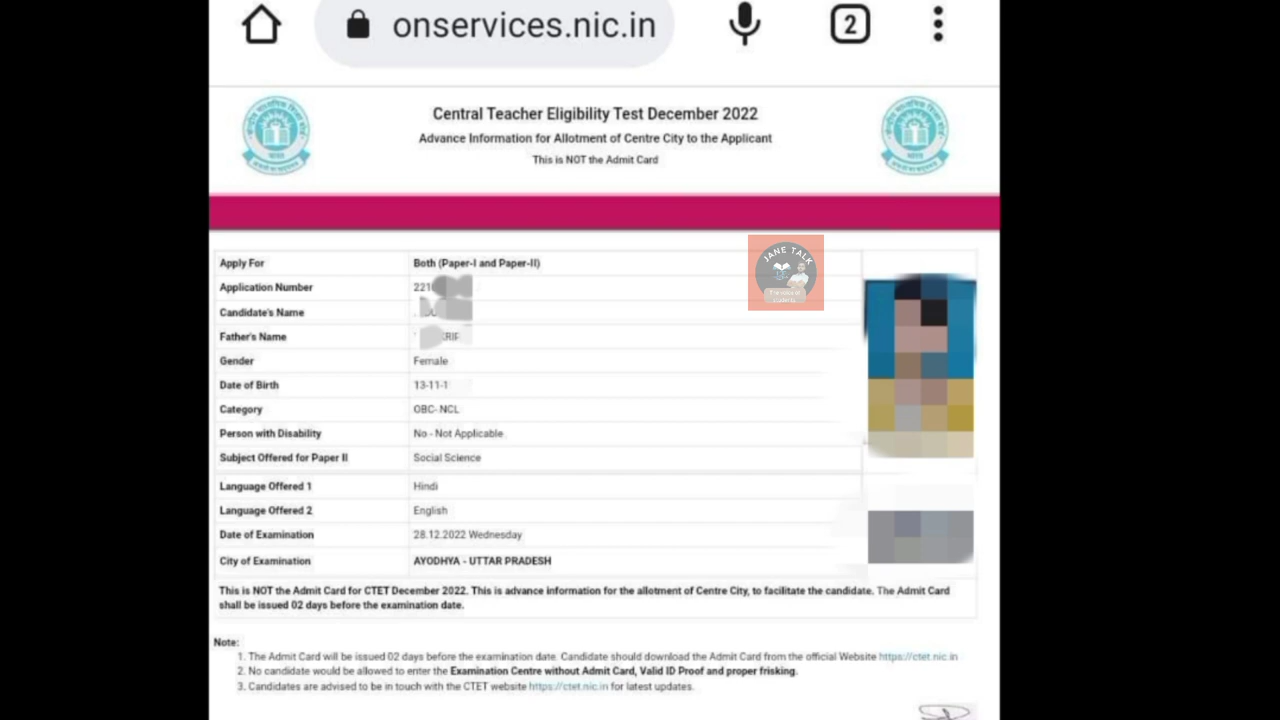 onservices.nic.in
2
Central Teacher Eligibility Test December 2022
Advance Information for Allotment of Centre City to the Applicant
This is NOT the Admit Card
JANE TALK
Apply For Both (Paper-I and Paper-II)
Application Number 221
Candidate's Name
Father's Name KRIP
Gender Female
Date of Birth 13-11-1
Category OBC- NCL
Person with Disability No - Not Applicable
Subject Offered for Paper II Social Science
Language Offered 1 Hindi
Language Offered 2 English
Date of Examination 28.12.2022 Wednesday
City of Examination AYODHYA - UTTAR PRADESH
This is NOT the Admit Card for CTET December 2022. This is advance information for the allotment of Centre City, to facilitate the candidate. The Admit Card
shall be issued 02 days before the examination date.
Note:
1. The Admit Card will be issued 02 days before the examination date. Candidate should download the Admit Card from the official Website https://ctet.nic.in
2. No candidate would be allowed to enter the Examination Centre without Admit Card, Valid ID Proof and proper frisking.
3. Candidates are advised to be in touch with the CTET website https://ctet.nic.in for latest updates.